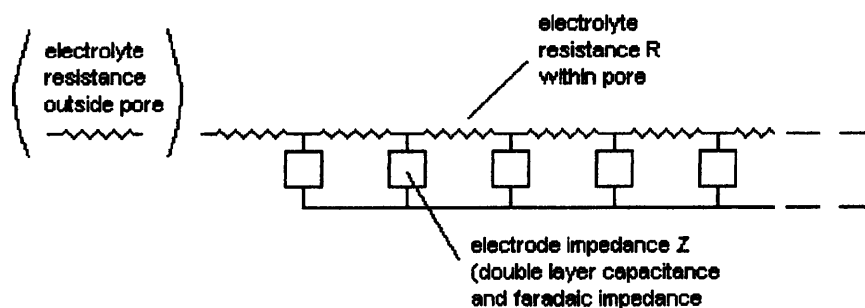 electrolyte
resistance
outside pore
electrolyte
resistance R
within pore
electrode impedance Z
(double layer capacitance
and faradaic impedance